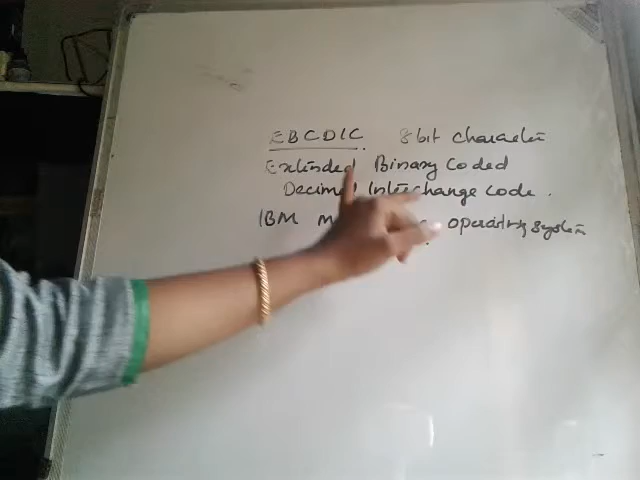 EBCDIC. 8bit character
Extended Binary Coded
Decimal Interchange Code.
IBM operating system